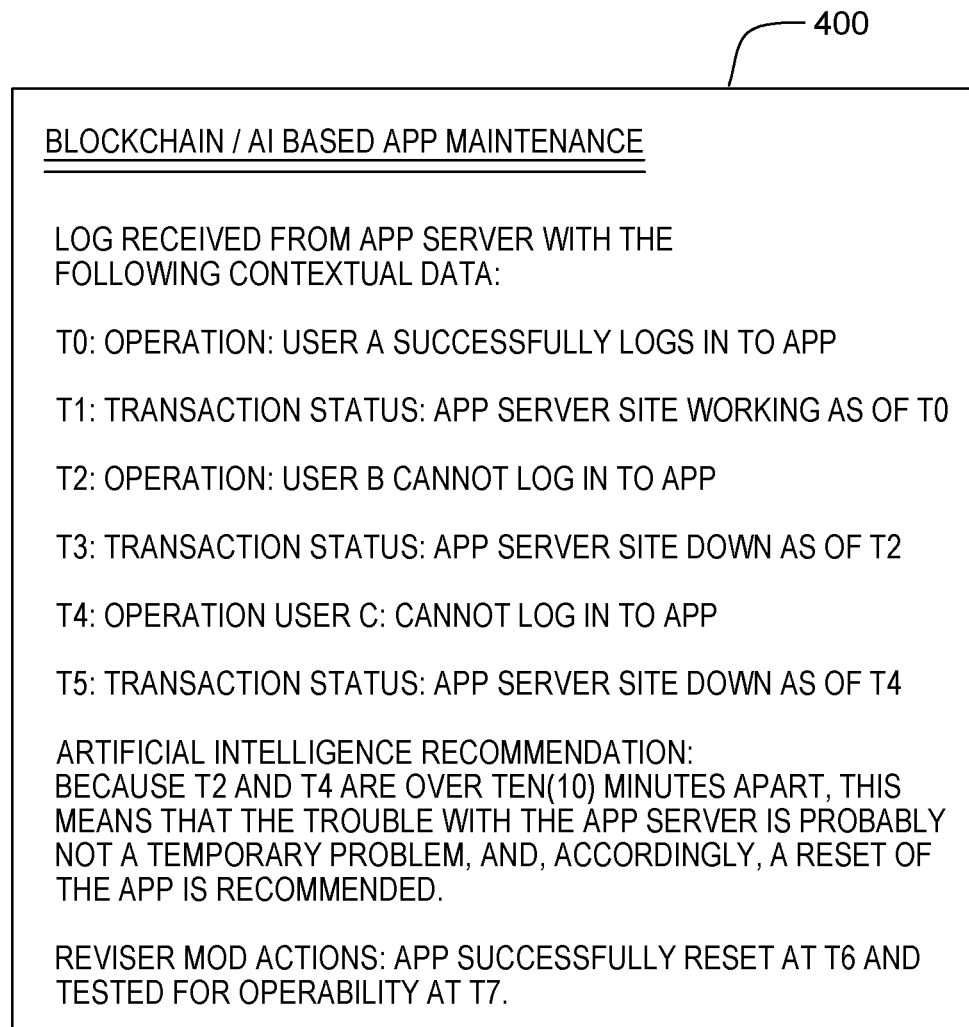 400
BLOCKCHAIN / AI BASED APP MAINTENANCE
LOG RECEIVED FROM APP SERVER WITH THE
FOLLOWING CONTEXTUAL DATA:
T0: OPERATION: USER A SUCCESSFULLY LOGS IN TO APP
T1: TRANSACTION STATUS: APP SERVER SITE WORKING AS OF T0
T2: OPERATION: USER B CANNOT LOG IN TO APP
T3: TRANSACTION STATUS: APP SERVER SITE DOWN AS OF T2
T4: OPERATION USER C: CANNOT LOG IN TO APP
T5: TRANSACTION STATUS: APP SERVER SITE DOWN AS OF T4
ARTIFICIAL INTELLIGENCE RECOMMENDATION:
BECAUSE T2 AND T4 ARE OVER TEN(10) MINUTES APART, THIS
MEANS THAT THE TROUBLE WITH THE APP SERVER IS PROBABLY
NOT A TEMPORARY PROBLEM, AND, ACCORDINGLY, A RESET OF
THE APP IS RECOMMENDED.
REVISER MOD ACTIONS: APP SUCCESSFULLY RESET AT T6 AND
TESTED FOR OPERABILITY AT T7.